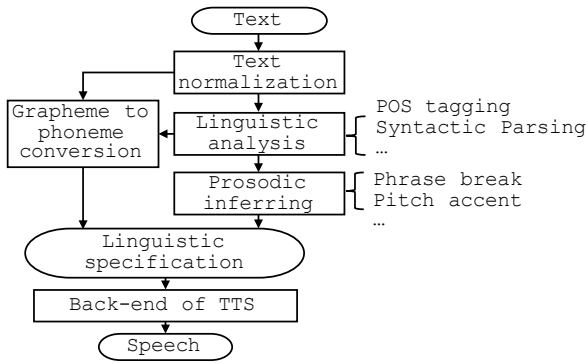 Text
Text
normalization
Grapheme to
phoneme
conversion
Linguistic
analysis
POS tagging
Syntactic Parsing
…
Prosodic
inferring
Phrase break
Pitch accent
…
Linguistic
specification
Back-end of TTS
Speech